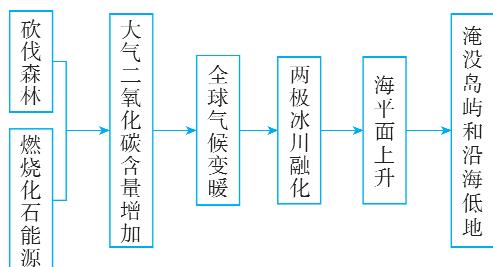 砍伐森林
燃烧化石能源
大气二氧化碳含量增加
全球气候变暖
两极冰川融化
海平面上升
淹没岛屿和沿海低地